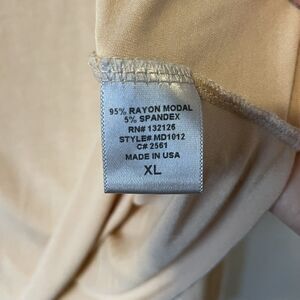 95% RAYON MODAL
5% SPANDEX
RN# 132126
STYLE# MD1012
C# 2561
MADE IN USA
XL